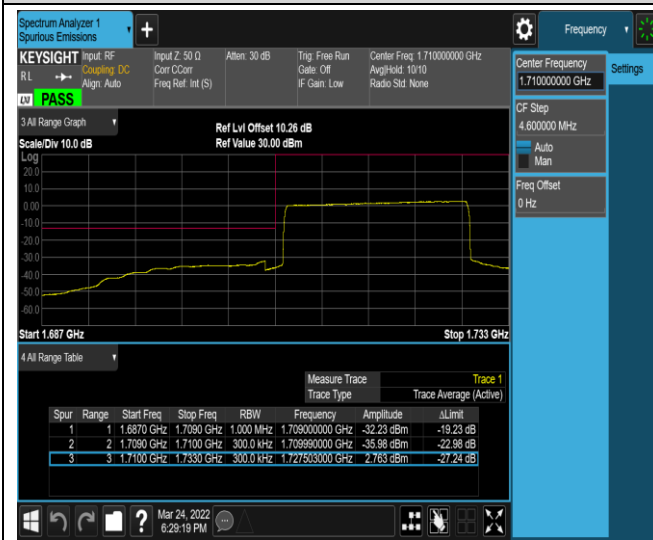 Spectrum Analyzer 1
Spurious Emissions
+
Frequency
KEYSIGHT
Input: RF
Coupling: DC
Align: Auto
Input Z: 50 Ω
Corr CCorr
Freq Ref: Int (S)
Atten: 30 dB
Trig: Free Run
Gate: Off
IF Gain: Low
Center Freq: 1.710000000 GHz
Avg|Hold: 10/10
Radio Std: None
R L
LXI
PASS
3 All Range Graph
Scale/Div 10.0 dB
Ref Lvl Offset 10.26 dB
Ref Value 30.00 dBm
Log
20.0
10.0
0.00
-10.0
-20.0
-30.0
-40.0
-50.0
-60.0
Start 1.687 GHz
Stop 1.733 GHz
4 All Range Table
Measure Trace Trace 1
Trace Type Trace Average (Active)
Spur Range Start Freq Stop Freq RBW Frequency Amplitude ΔLimit
1 1 1.6870 GHz 1.7090 GHz 1.000 MHz 1.709000000 GHz -32.23 dBm -19.23 dB
2 2 1.7090 GHz 1.7100 GHz 300.0 kHz 1.709990000 GHz -35.98 dBm -22.98 dB
3 3 1.7100 GHz 1.7330 GHz 300.0 kHz 1.727503000 GHz 2.763 dBm -27.24 dB
Center Frequency
1.710000000 GHz
Settings
CF Step
4.600000 MHz
Auto
Man
Freq Offset
0 Hz
?
Mar 24, 2022
6:29:19 PM